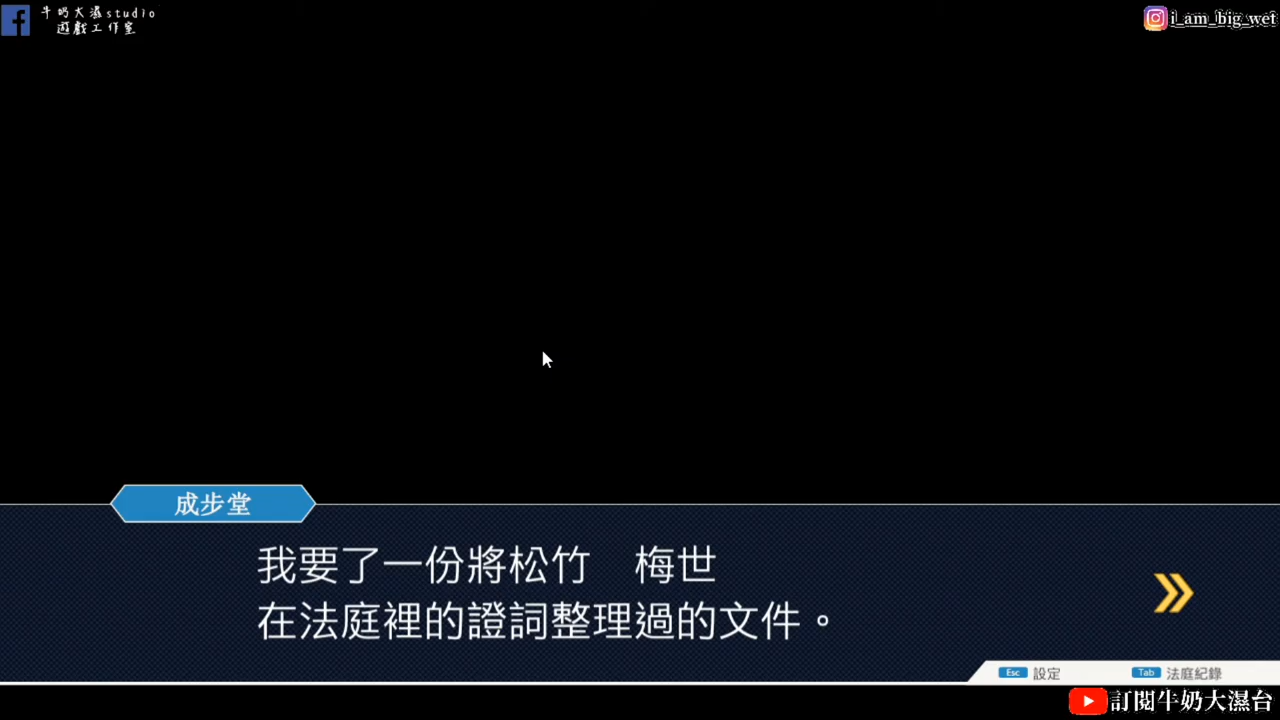 牛奶大濕studio
遊戲工作室
i_am_big_wet
成步堂
我要了一份將松竹　梅世
在法庭裡的證詞整理過的文件。
Esc 設定 Tab 法庭紀錄
訂閱牛奶大濕台